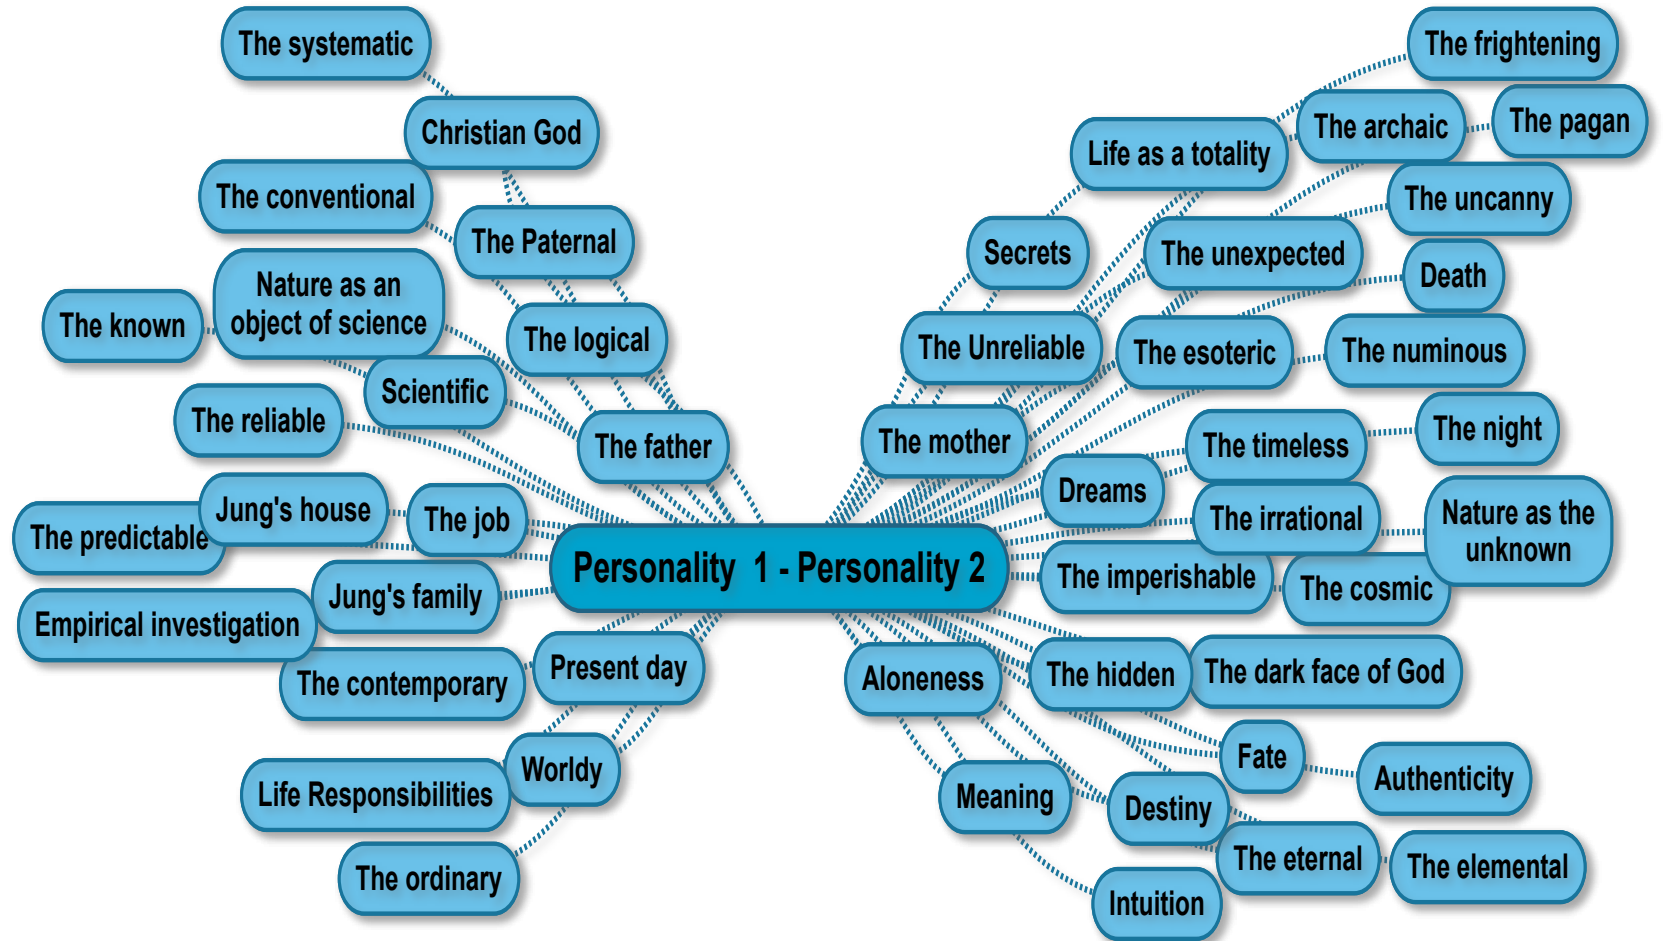 The systematic
Christian God
The conventional
The Paternal
Nature as an
object of science
The known
The logical
Scientific
The reliable
The father
Jung's house
The job
The predictable
Jung's family
Empirical investigation
Present day
The contemporary
Worldy
Life Responsibilities
The ordinary
Personality  1 - Personality 2
The frightening
The archaic
The pagan
Life as a totality
The uncanny
Secrets
The unexpected
Death
The Unreliable
The esoteric
The numinous
The mother
The timeless
The night
Dreams
The irrational
Nature as the
unknown
The imperishable
The cosmic
Aloneness
The hidden
The dark face of God
Fate
Authenticity
Meaning
Destiny
The eternal
The elemental
Intuition